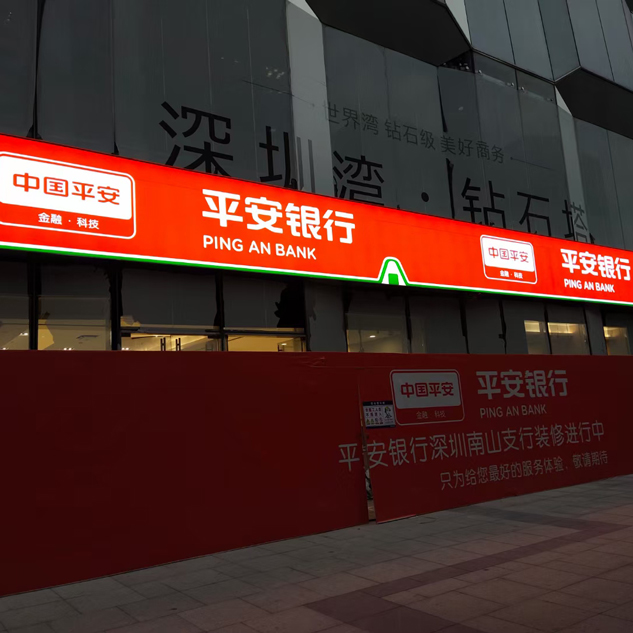 世界湾 钻石级 美好商务
深圳湾·钻石塔
中国平安
金融·科技
平安银行
PING AN BANK
中国平安
金融·科技
平安银行
PING AN BANK
中国平安
金融 科技
平安银行
PING AN BANK
平安银行深圳南山支行装修进行中
只为给您最好的服务体验、敬请期待